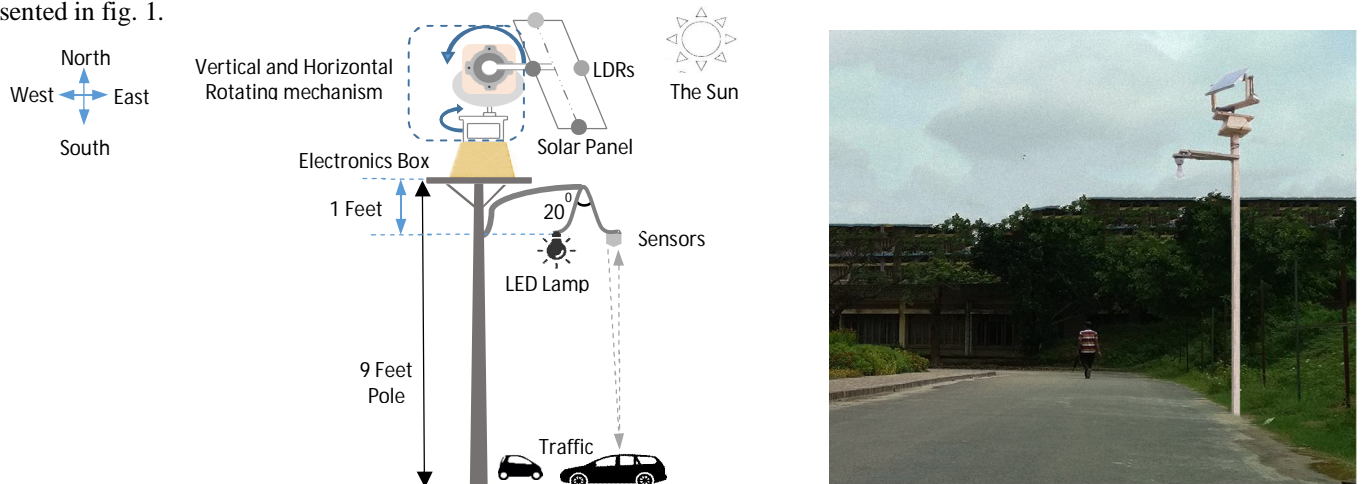 sented in fig. 1.
North
West
East
South
Vertical and Horizontal
Rotating mechanism
LDRs
The Sun
Solar Panel
Electronics Box
1 Feet
20⁰
Sensors
LED Lamp
9 Feet
Pole
Traffic